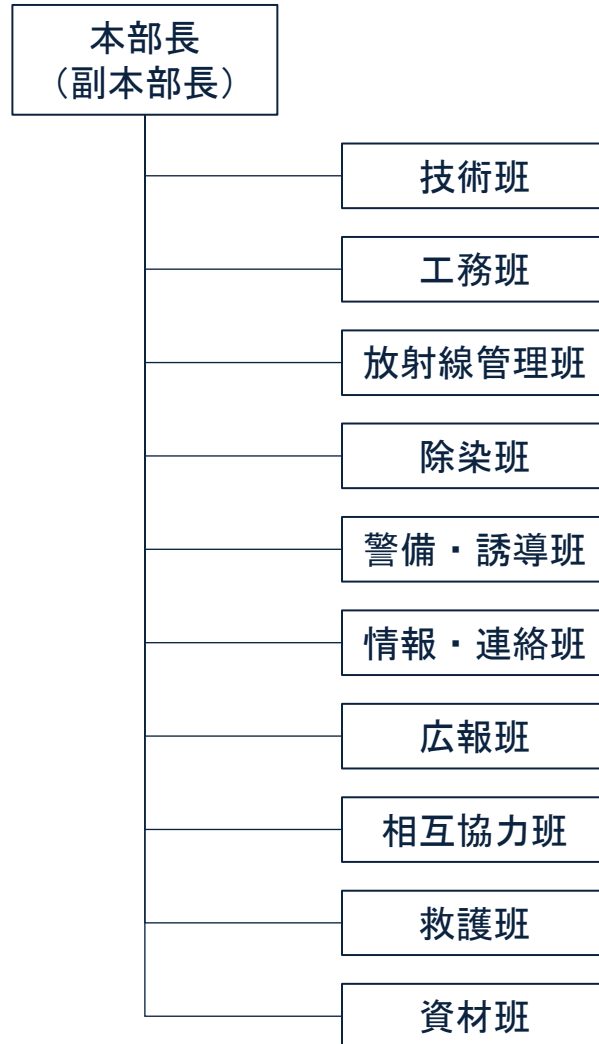 本部長
（副本部長）
技術班
工務班
放射線管理班
除染班
警備・誘導班
情報・連絡班
広報班
相互協力班
救護班
資材班